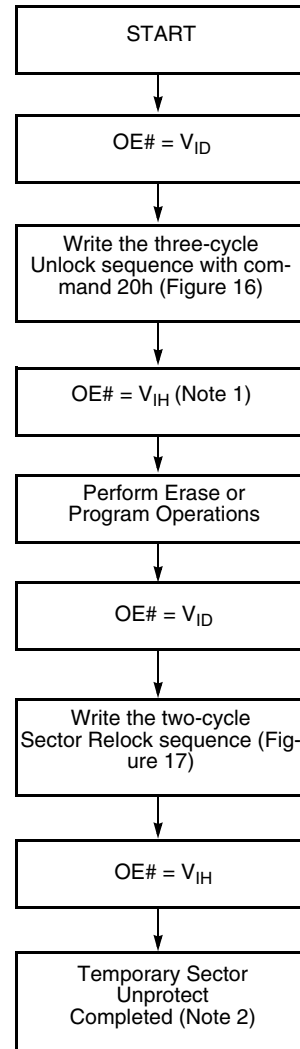 START
OE# = VID
Write the three-cycle
Unlock sequence with com-
mand 20h (Figure 16)
OE# = VIH (Note 1)
Perform Erase or
Program Operations
OE# = VID
Write the two-cycle
Sector Relock sequence (Fig-
ure 17)
OE# = VIH
Temporary Sector
Unprotect
Completed (Note 2)